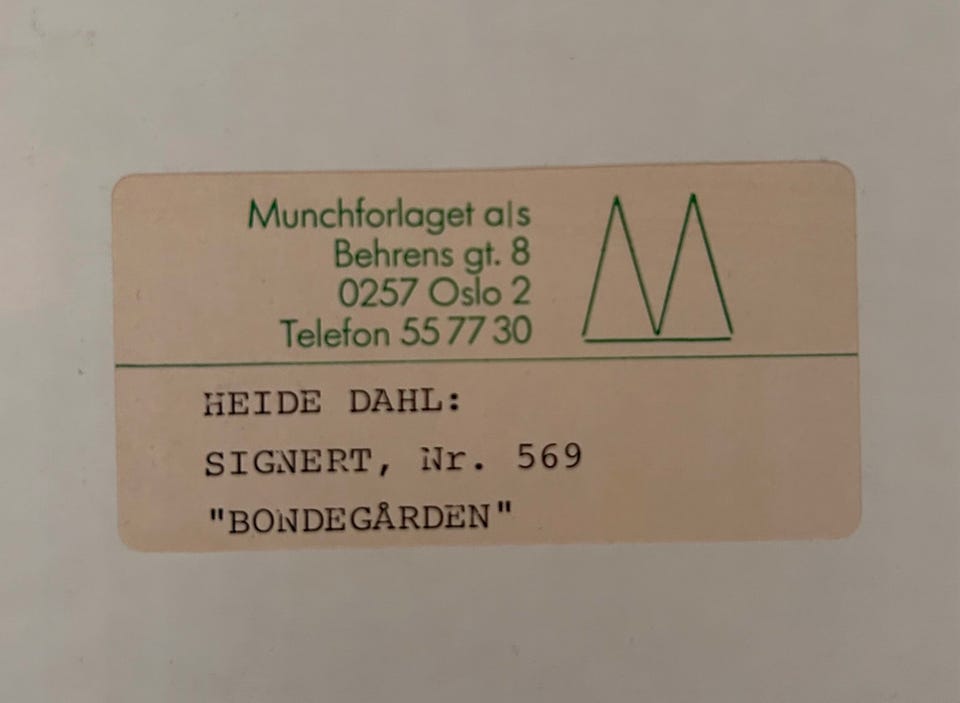 Munchforlaget a|s
Behrens gt. 8
0257 Oslo 2
Telefon 55 77 30
HEIDE DAHL:
SIGNERT, Nr. 569
"BONDEGÅRDEN"